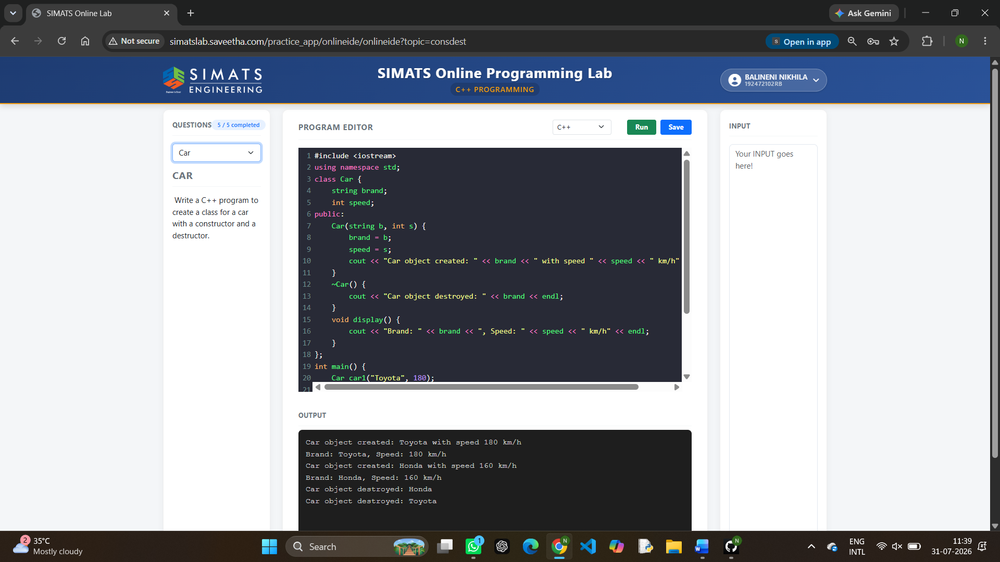 SIMATS Online Lab
Ask Gemini
Not secure
simatslab.saveetha.com/practice_app/onlineide/onlineide?topic=consdest
S
Open in app
N
SIMATS
ENGINEERING
Engineer to Excel
SIMATS Online Programming Lab
C++ PROGRAMMING
BALINENI NIKHILA
192472102RB
QUESTIONS
5 / 5 completed
Car
CAR
Write a C++ program to
create a class for a car
with a constructor and a
destructor.
PROGRAM EDITOR
C++
Run
Save
1 #include <iostream>
2 using namespace std;
3 class Car {
4 string brand;
5 int speed;
6 public:
7 Car(string b, int s) {
8 brand = b;
9 speed = s;
10 cout << "Car object created: " << brand << " with speed " << speed << " km/h"
11 }
12 ~Car() {
13 cout << "Car object destroyed: " << brand << endl;
14 }
15 void display() {
16 cout << "Brand: " << brand << ", Speed: " << speed << " km/h" << endl;
17 }
18 };
19 int main() {
20 Car car1("Toyota", 180);
21
OUTPUT
Car object created: Toyota with speed 180 km/h
Brand: Toyota, Speed: 180 km/h
Car object created: Honda with speed 160 km/h
Brand: Honda, Speed: 160 km/h
Car object destroyed: Honda
Car object destroyed: Toyota
INPUT
Your INPUT goes
here!
2
35°C
Mostly cloudy
Search
1
N
N
ENG
INTL
11:39
31-07-2026